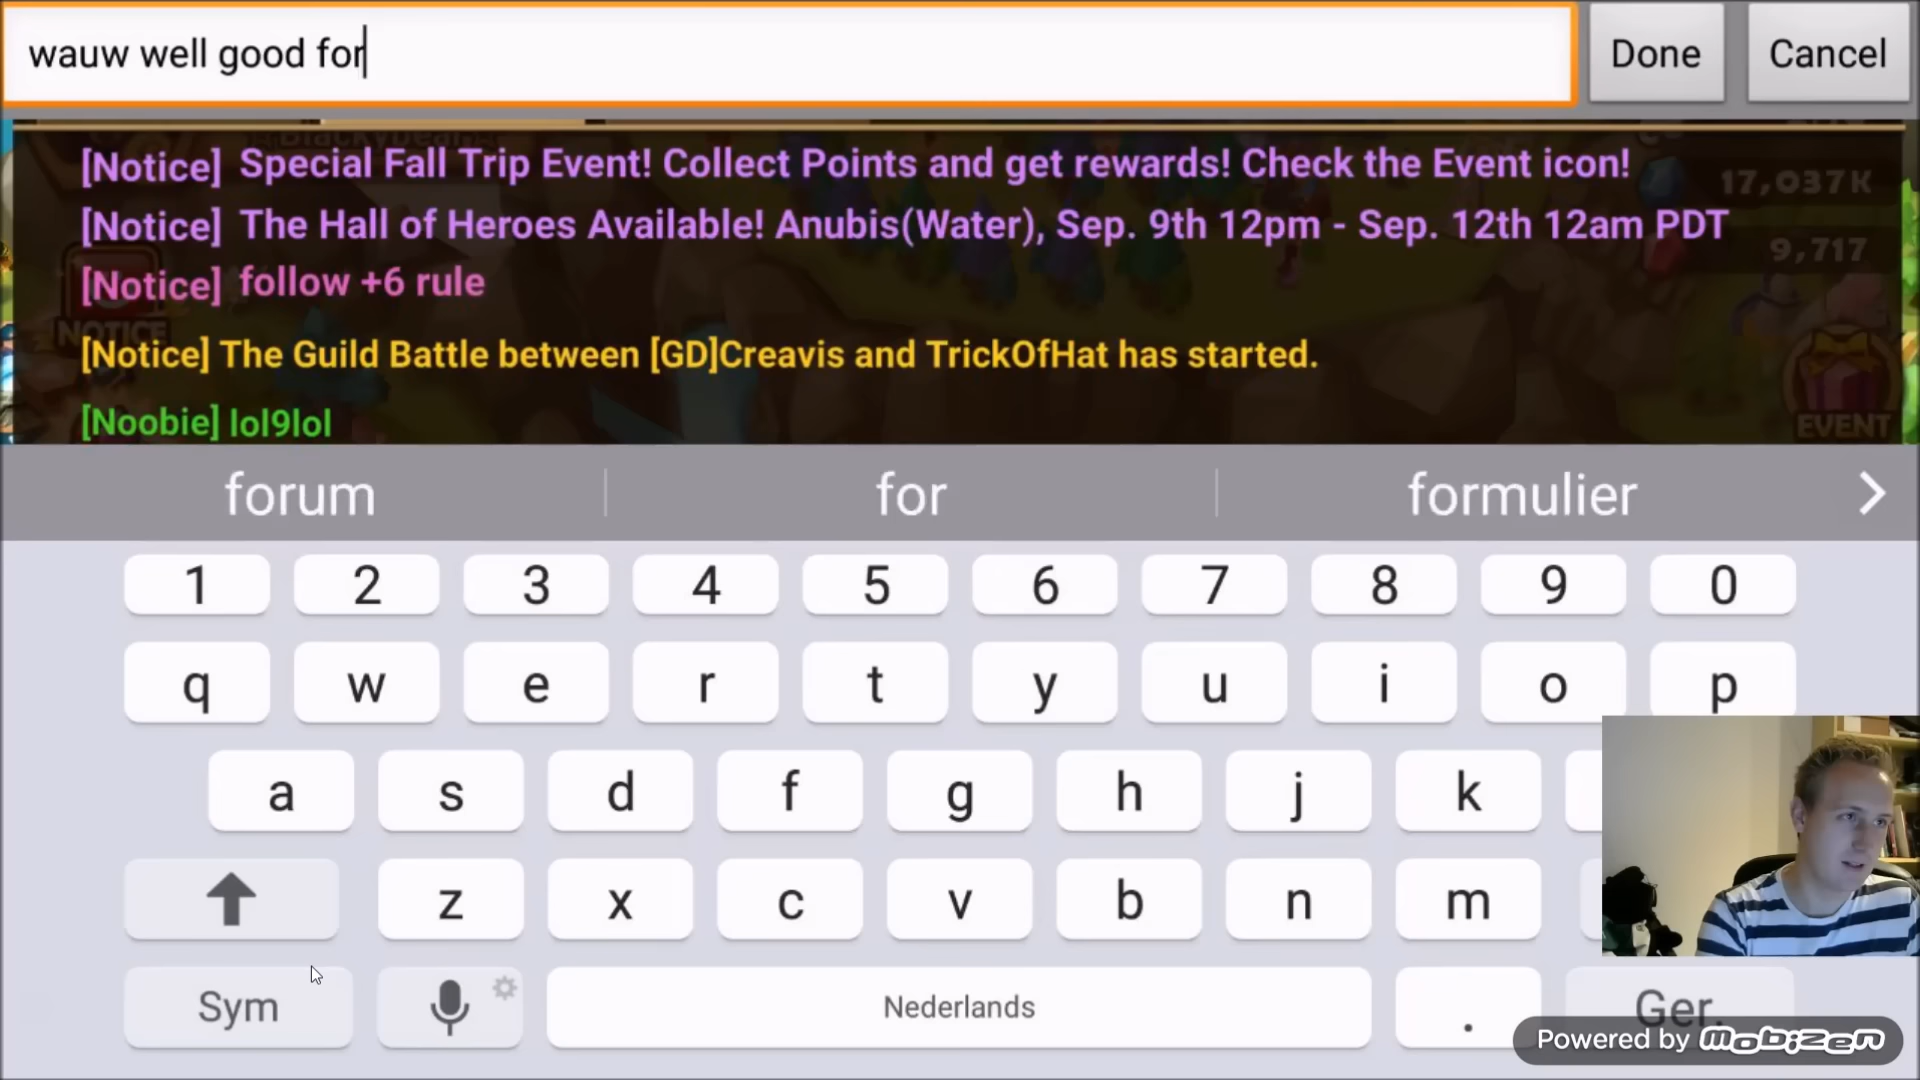 wauw well good for
Done
Cancel
[Notice] Special Fall Trip Event! Collect Points and get rewards! Check the Event icon!
17,037K
[Notice] The Hall of Heroes Available! Anubis(Water), Sep. 9th 12pm - Sep. 12th 12am PDT
9,717
[Notice] follow +6 rule
NOTICE
[Notice] The Guild Battle between [GD]Creavis and TrickOfHat has started.
[Noobie] lol9lol
EVENT
forum for formulier
1 2 3 4 5 6 7 8 9 0
q w e r t y u i o p
a s d f g h j k
z x c v b n m
Sym Nederlands . Ger.
Powered by mobizen